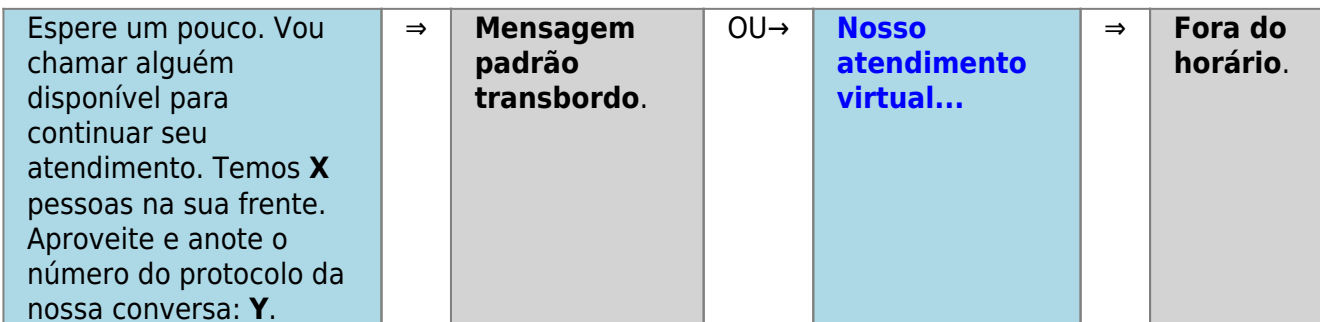 Espere um pouco. Vou
chamar alguém
disponível para
continuar seu
atendimento. Temos X
pessoas na sua frente.
Aproveite e anote o
número do protocolo da
nossa conversa: Y.
⇒
Mensagem
padrão
transbordo.
OU→
Nosso
atendimento
virtual...
⇒
Fora do
horário.